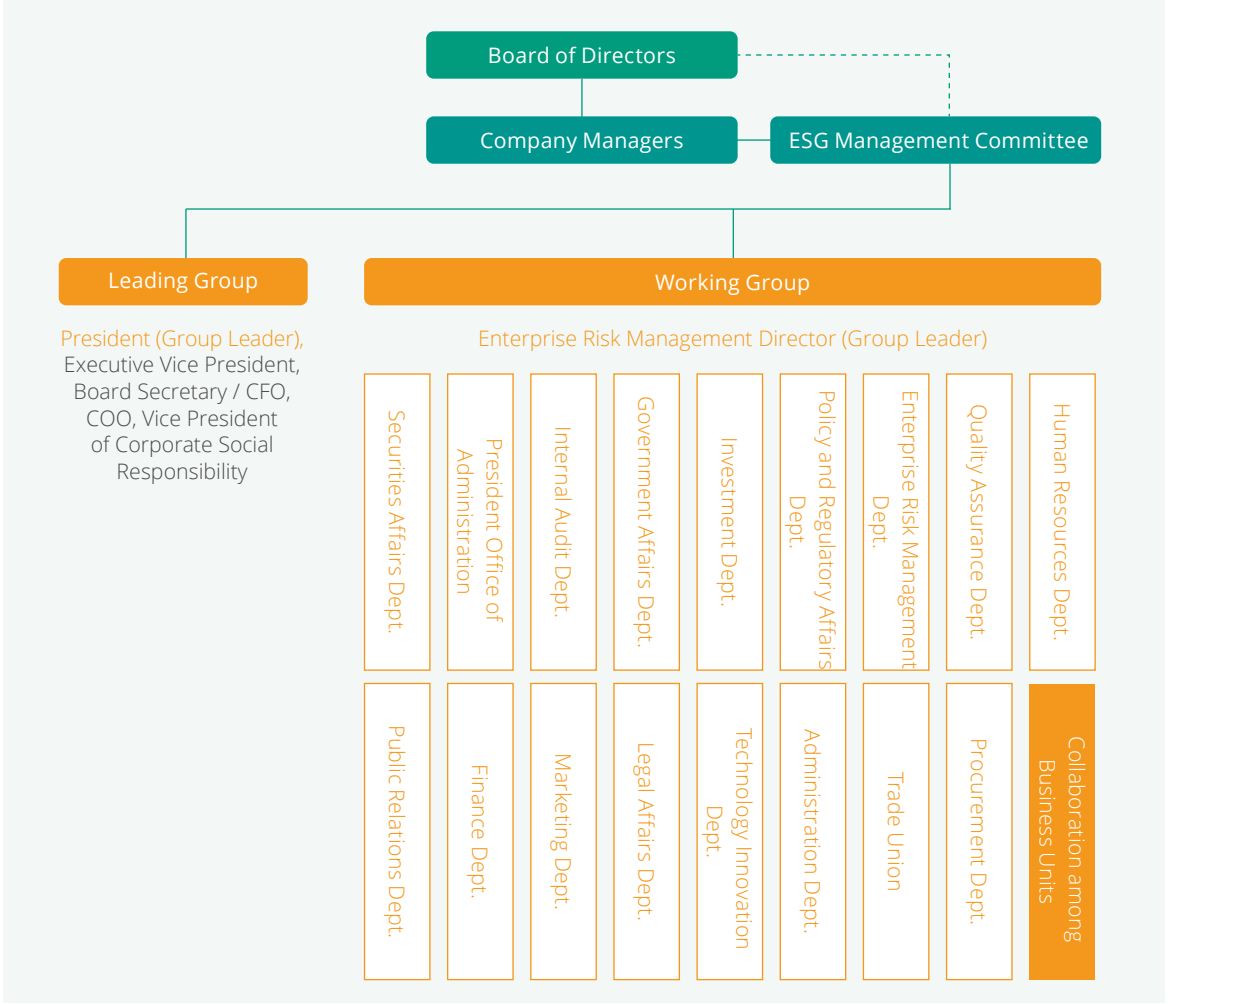 Board of Directors
Company Managers
ESG Management Committee
Leading Group
Working Group
President (Group Leader),
Executive Vice President,
Board Secretary / CFO,
COO, Vice President
of Corporate Social
Responsibility
Enterprise Risk Management Director (Group Leader)
Securities Affairs Dept.
President Office of
Administration
Internal Audit Dept.
Government Affairs Dept.
Investment Dept.
Policy and Regulatory Affairs
Dept.
Enterprise Risk Management
Dept.
Quality Assurance Dept.
Human Resources Dept.
Public Relations Dept.
Finance Dept.
Marketing Dept.
Legal Affairs Dept.
Technology Innovation
Dept.
Administration Dept.
Trade Union
Procurement Dept.
Collaboration among
Business Units